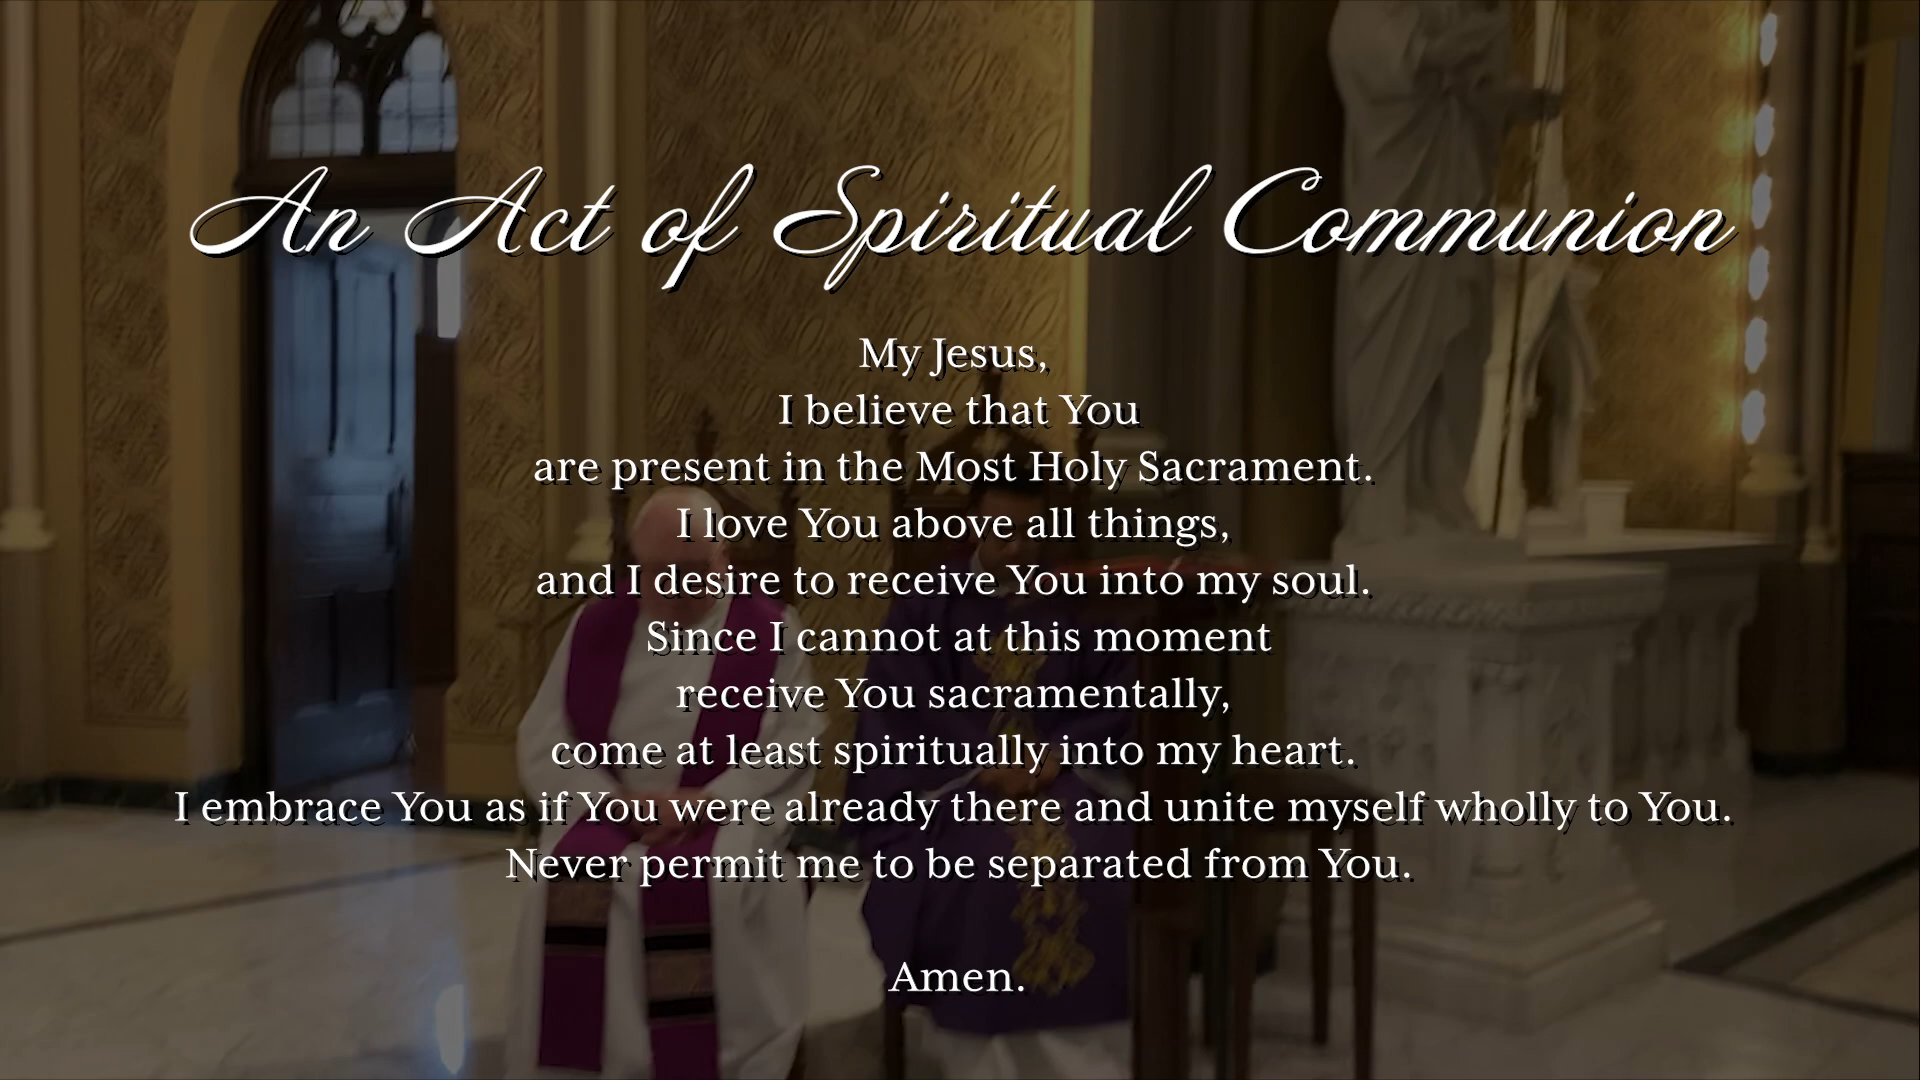 An Act of Spiritual Communion
My Jesus,
I believe that You
are present in the Most Holy Sacrament.
I love You above all things,
and I desire to receive You into my soul.
Since I cannot at this moment
receive You sacramentally,
come at least spiritually into my heart.
I embrace You as if You were already there and unite myself wholly to You.
Never permit me to be separated from You.
Amen.